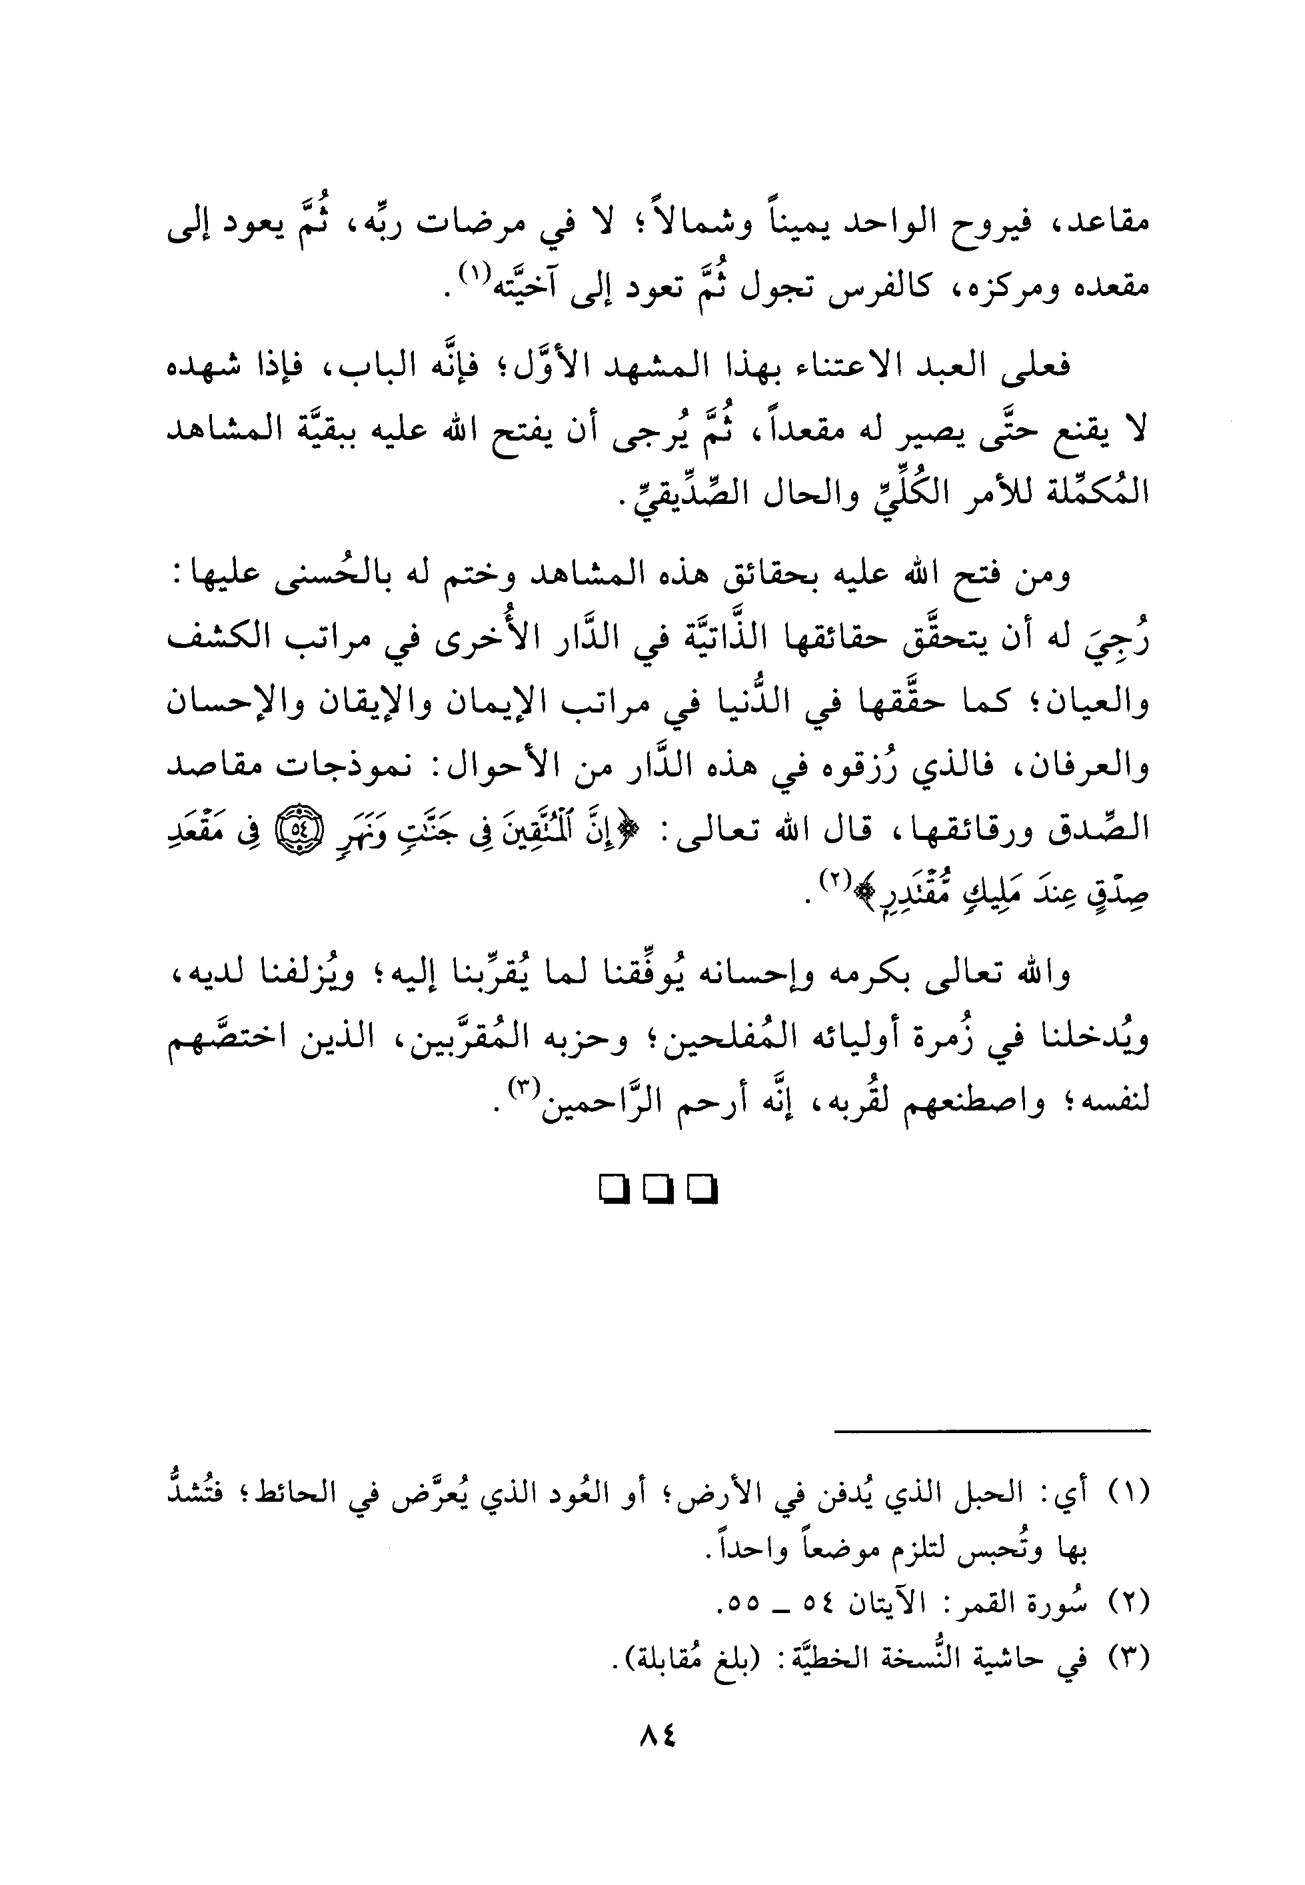 مقاعد، فيروح الواحد يميناً وشمالاً؛ لا في مرضات ربِّه، ثُمَّ يعود إلى
مقعده ومركزه، كالفرس تجول ثُمَّ تعود إلى آخيَّته(١).
فعلى العبد الاعتناء بهذا المشهد الأوَّل؛ فإنَّه الباب، فإذا شهده
لا يقنع حتَّى يصير له مقعداً، ثُمَّ يُرجى أن يفتح الله عليه ببقيَّة المشاهد
المُكمِّلة للأمر الكُلِّيِّ والحال الصِّدِّيقيِّ.
ومن فتح الله عليه بحقائق هذه المشاهد وختم له بالحُسنى عليها:
رُجِيَ له أن يتحقَّق حقائقها الذَّاتيَّة في الدَّار الأُخرى في مراتب الكشف
والعيان؛ كما حقَّقها في الدُّنيا في مراتب الإيمان والإيقان والإحسان
والعرفان، فالذي رُزقوه في هذه الدَّار من الأحوال: نموذجات مقاصد
الصِّدق ورقائقها، قال الله تعالى: ﴿إِنَّ ٱلْمُتَّقِينَ فِى جَنَّـٰتٍ وَنَهَرٍ ۝٥٤ فِى مَقْعَدِ
صِدْقٍ عِندَ مَلِيكٍ مُّقْتَدِرٍ﴾(٢).
والله تعالى بكرمه وإحسانه يُوفِّقنا لما يُقرِّبنا إليه؛ ويُزلفنا لديه،
ويُدخلنا في زُمرة أوليائه المُفلحين؛ وحزبه المُقرَّبين، الذين اختصَّهم
لنفسه؛ واصطنعهم لقُربه، إنَّه أرحم الرَّاحمين(٣).
(١) أي: الحبل الذي يُدفن في الأرض؛ أو العُود الذي يُعرَّض في الحائط؛ فتُشدُّ
بها وتُحبس لتلزم موضعاً واحداً.
(٢) سُورة القمر: الآيتان ٥٤ ــ ٥٥.
(٣) في حاشية النُّسخة الخطيَّة: (بلغ مُقابلة).
٨٤